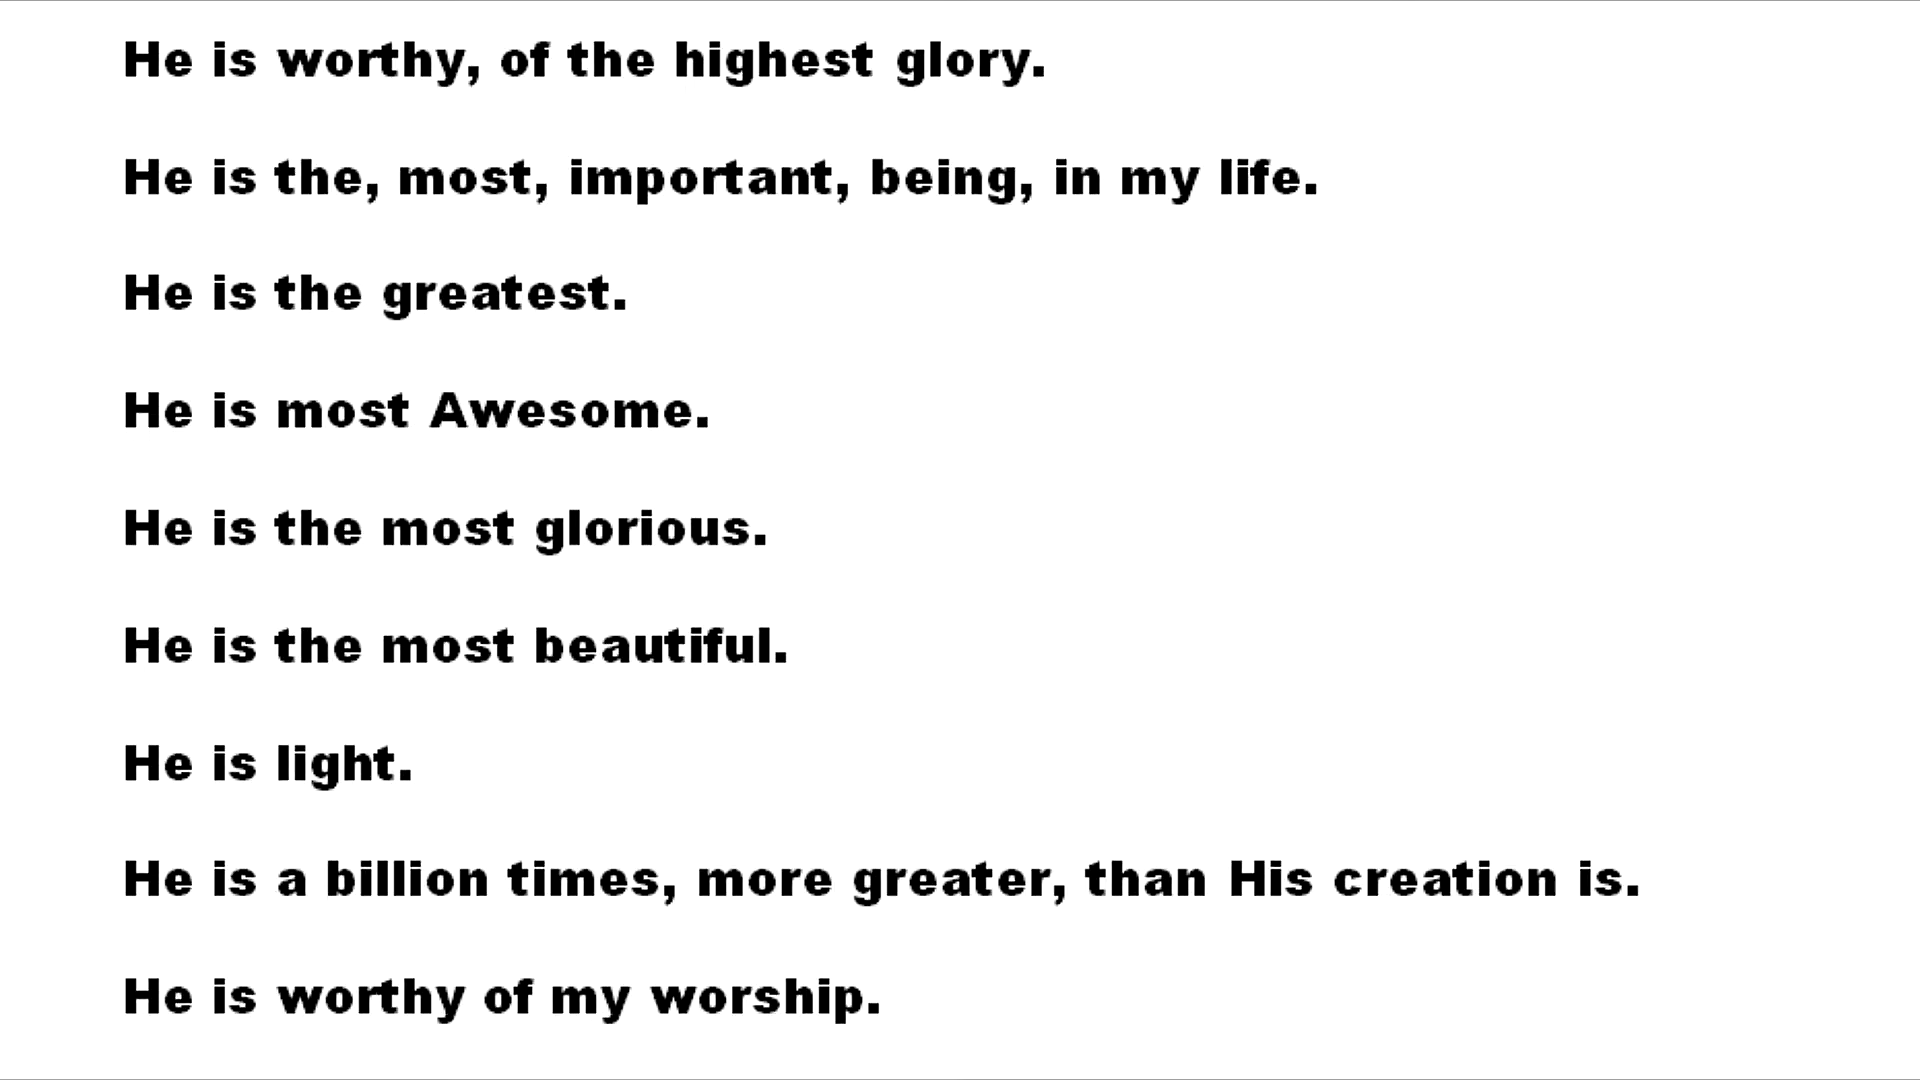 He is worthy, of the highest glory.
He is the, most, important, being, in my life.
He is the greatest.
He is most Awesome.
He is the most glorious.
He is the most beautiful.
He is light.
He is a billion times, more greater, than His creation is.
He is worthy of my worship.